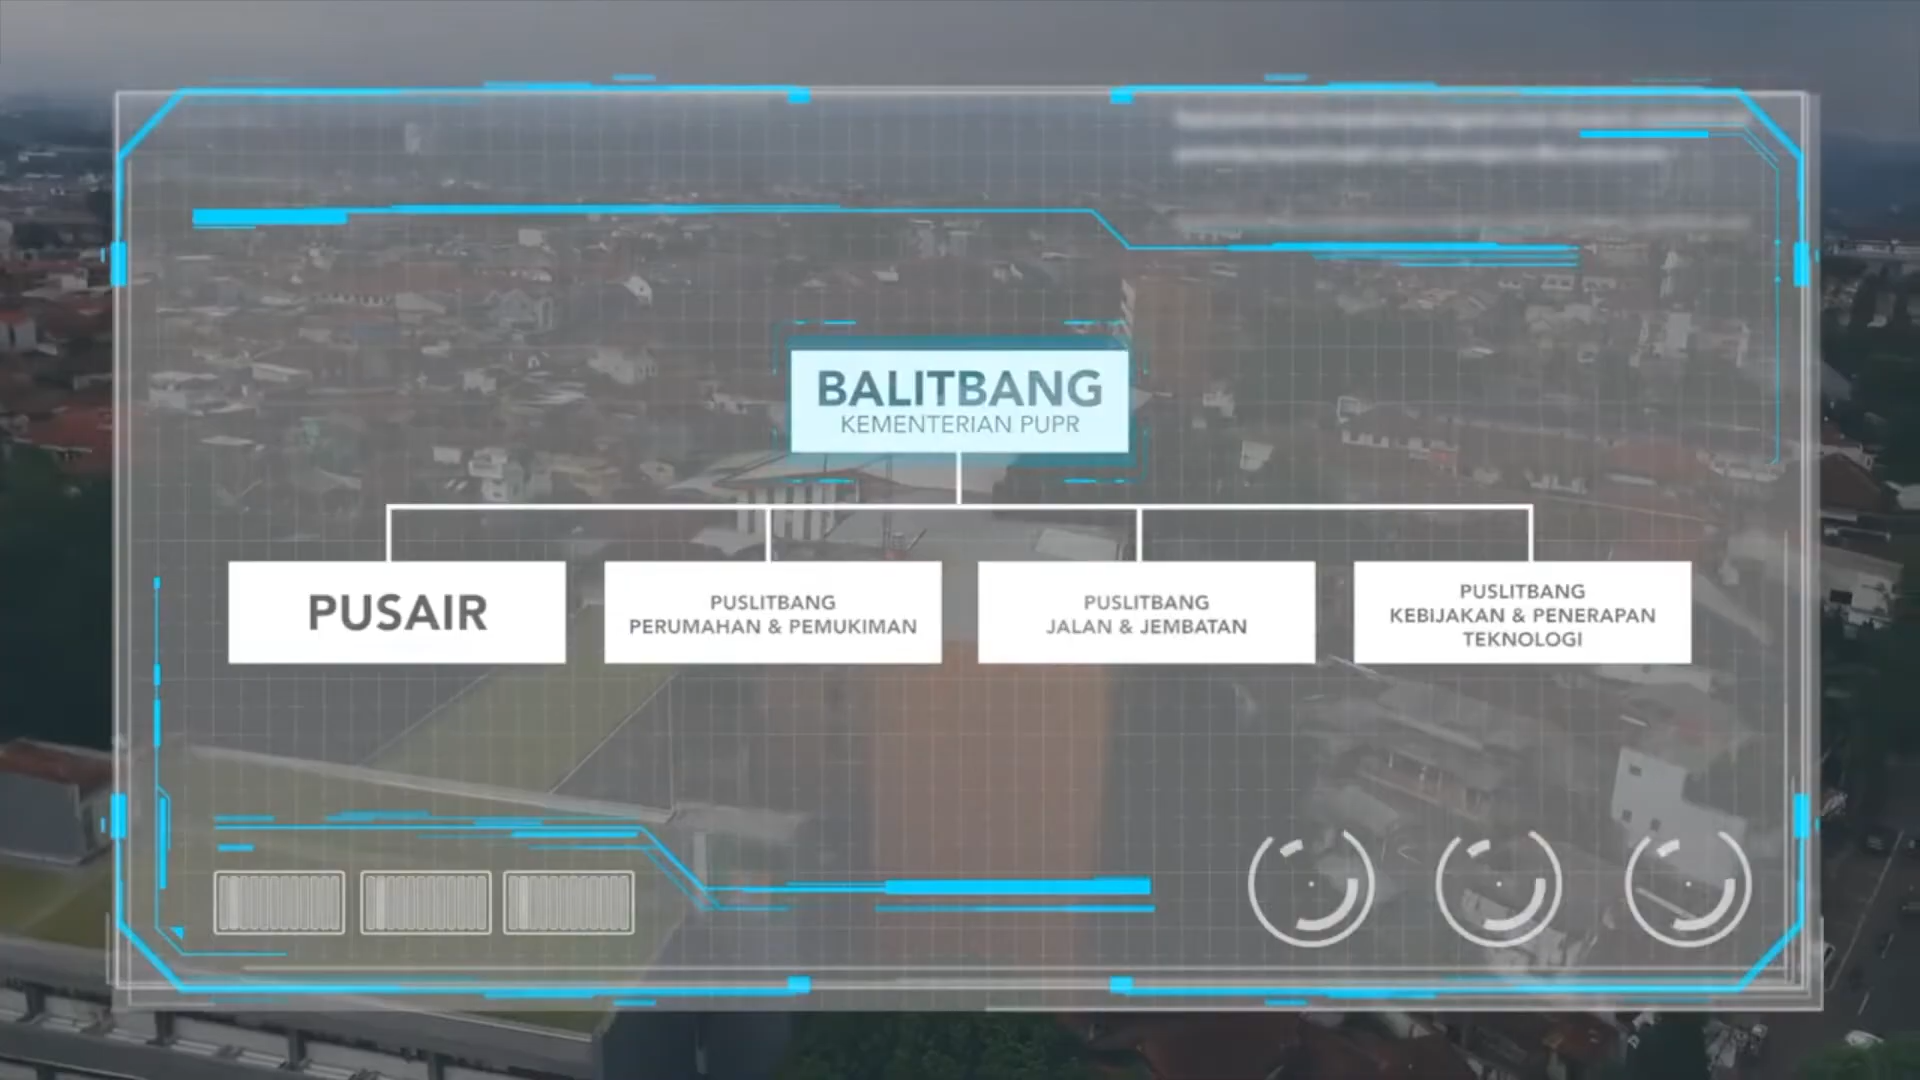 BALITBANG
KEMENTERIAN PUPR
PUSAIR
PUSLITBANG
PERUMAHAN & PEMUKIMAN
PUSLITBANG
JALAN & JEMBATAN
PUSLITBANG
KEBIJAKAN & PENERAPAN
TEKNOLOGI